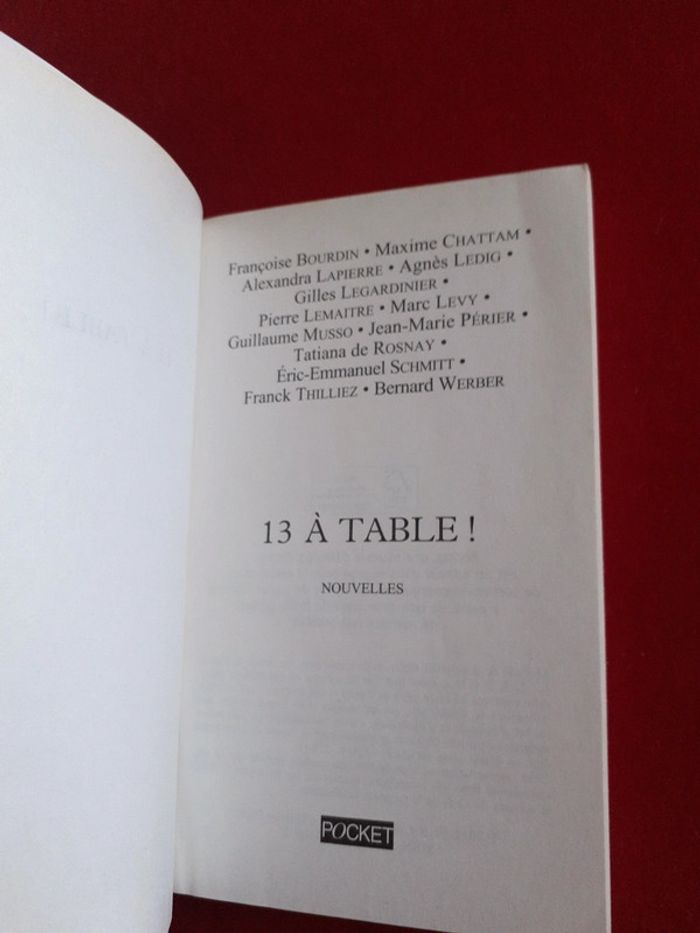 Françoise BOURDIN • Maxime CHATTAM •
Alexandra LAPIERRE • Agnès LEDIG •
Gilles LEGARDINIER •
Pierre LEMAITRE • Marc LEVY •
Guillaume MUSSO • Jean-Marie PÉRIER •
Tatiana de ROSNAY •
Éric-Emmanuel SCHMITT •
Franck THILLIEZ • Bernard WERBER
13 À TABLE !
NOUVELLES
POCKET